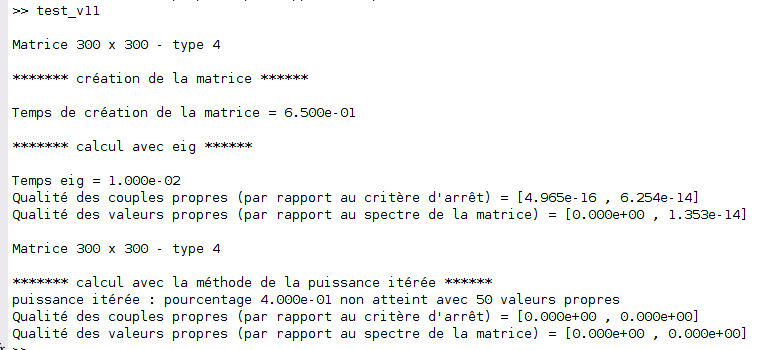 >> test_v11
Matrice 300 x 300 - type 4
******* création de la matrice ******
Temps de création de la matrice = 6.500e-01
******* calcul avec eig ******
Temps eig = 1.000e-02
Qualité des couples propres (par rapport au critère d'arrêt) = [4.965e-16 , 6.254e-14]
Qualité des valeurs propres (par rapport au spectre de la matrice) = [0.000e+00 , 1.353e-14]
Matrice 300 x 300 - type 4
******* calcul avec la méthode de la puissance itérée ******
puissance itérée : pourcentage 4.000e-01 non atteint avec 50 valeurs propres
Qualité des couples propres (par rapport au critère d'arrêt) = [0.000e+00 , 0.000e+00]
Qualité des valeurs propres (par rapport au spectre de la matrice) = [0.000e+00 , 0.000e+00]